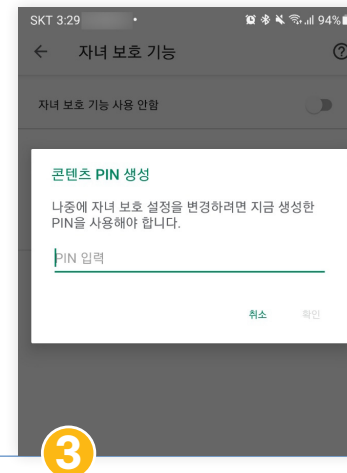 SKT 3:29 • 94%
← 자녀 보호 기능 ?
자녀 보호 기능 사용 안함
콘텐츠 PIN 생성
나중에 자녀 보호 설정을 변경하려면 지금 생성한
PIN을 사용해야 합니다.
PIN 입력
취소 확인
3